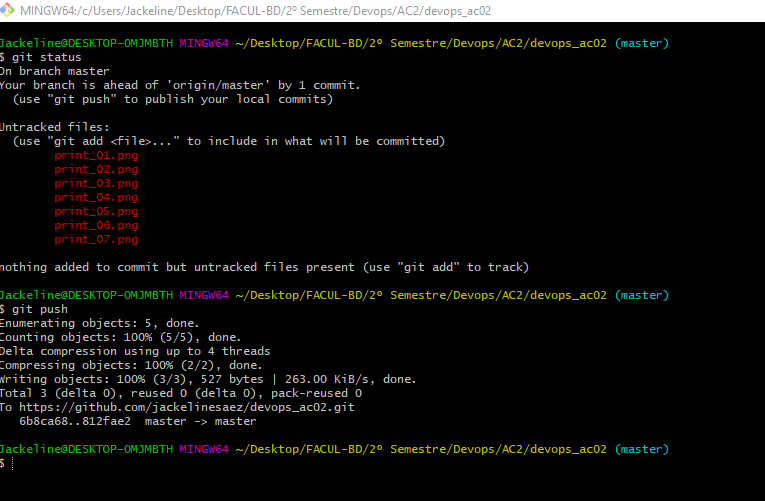 MINGW64:/c/Users/Jackeline/Desktop/FACUL-BD/2º Semestre/Devops/AC2/devops_ac02
Jackeline@DESKTOP-OMJMBTH MINGW64 ~/Desktop/FACUL-BD/2º Semestre/Devops/AC2/devops_ac02 (master)
$ git status
On branch master
Your branch is ahead of 'origin/master' by 1 commit.
  (use "git push" to publish your local commits)
Untracked files:
  (use "git add <file>..." to include in what will be committed)
        print_01.png
        print_02.png
        print_03.png
        print_04.png
        print_05.png
        print_06.png
        print_07.png
nothing added to commit but untracked files present (use "git add" to track)
Jackeline@DESKTOP-OMJMBTH MINGW64 ~/Desktop/FACUL-BD/2º Semestre/Devops/AC2/devops_ac02 (master)
$ git push
Enumerating objects: 5, done.
Counting objects: 100% (5/5), done.
Delta compression using up to 4 threads
Compressing objects: 100% (2/2), done.
Writing objects: 100% (3/3), 527 bytes | 263.00 KiB/s, done.
Total 3 (delta 0), reused 0 (delta 0), pack-reused 0
To https://github.com/jackelinesaez/devops_ac02.git
   6b8ca68..812fae2  master -> master
Jackeline@DESKTOP-OMJMBTH MINGW64 ~/Desktop/FACUL-BD/2º Semestre/Devops/AC2/devops_ac02 (master)
$